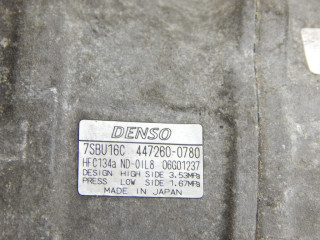 DENSO
7SBU16C 447260-0780
HFC134a ND-OIL8 06G01237
DESIGN HIGH SIDE 3.53MPa
PRESS LOW SIDE 1.67MPa
MADE IN JAPAN